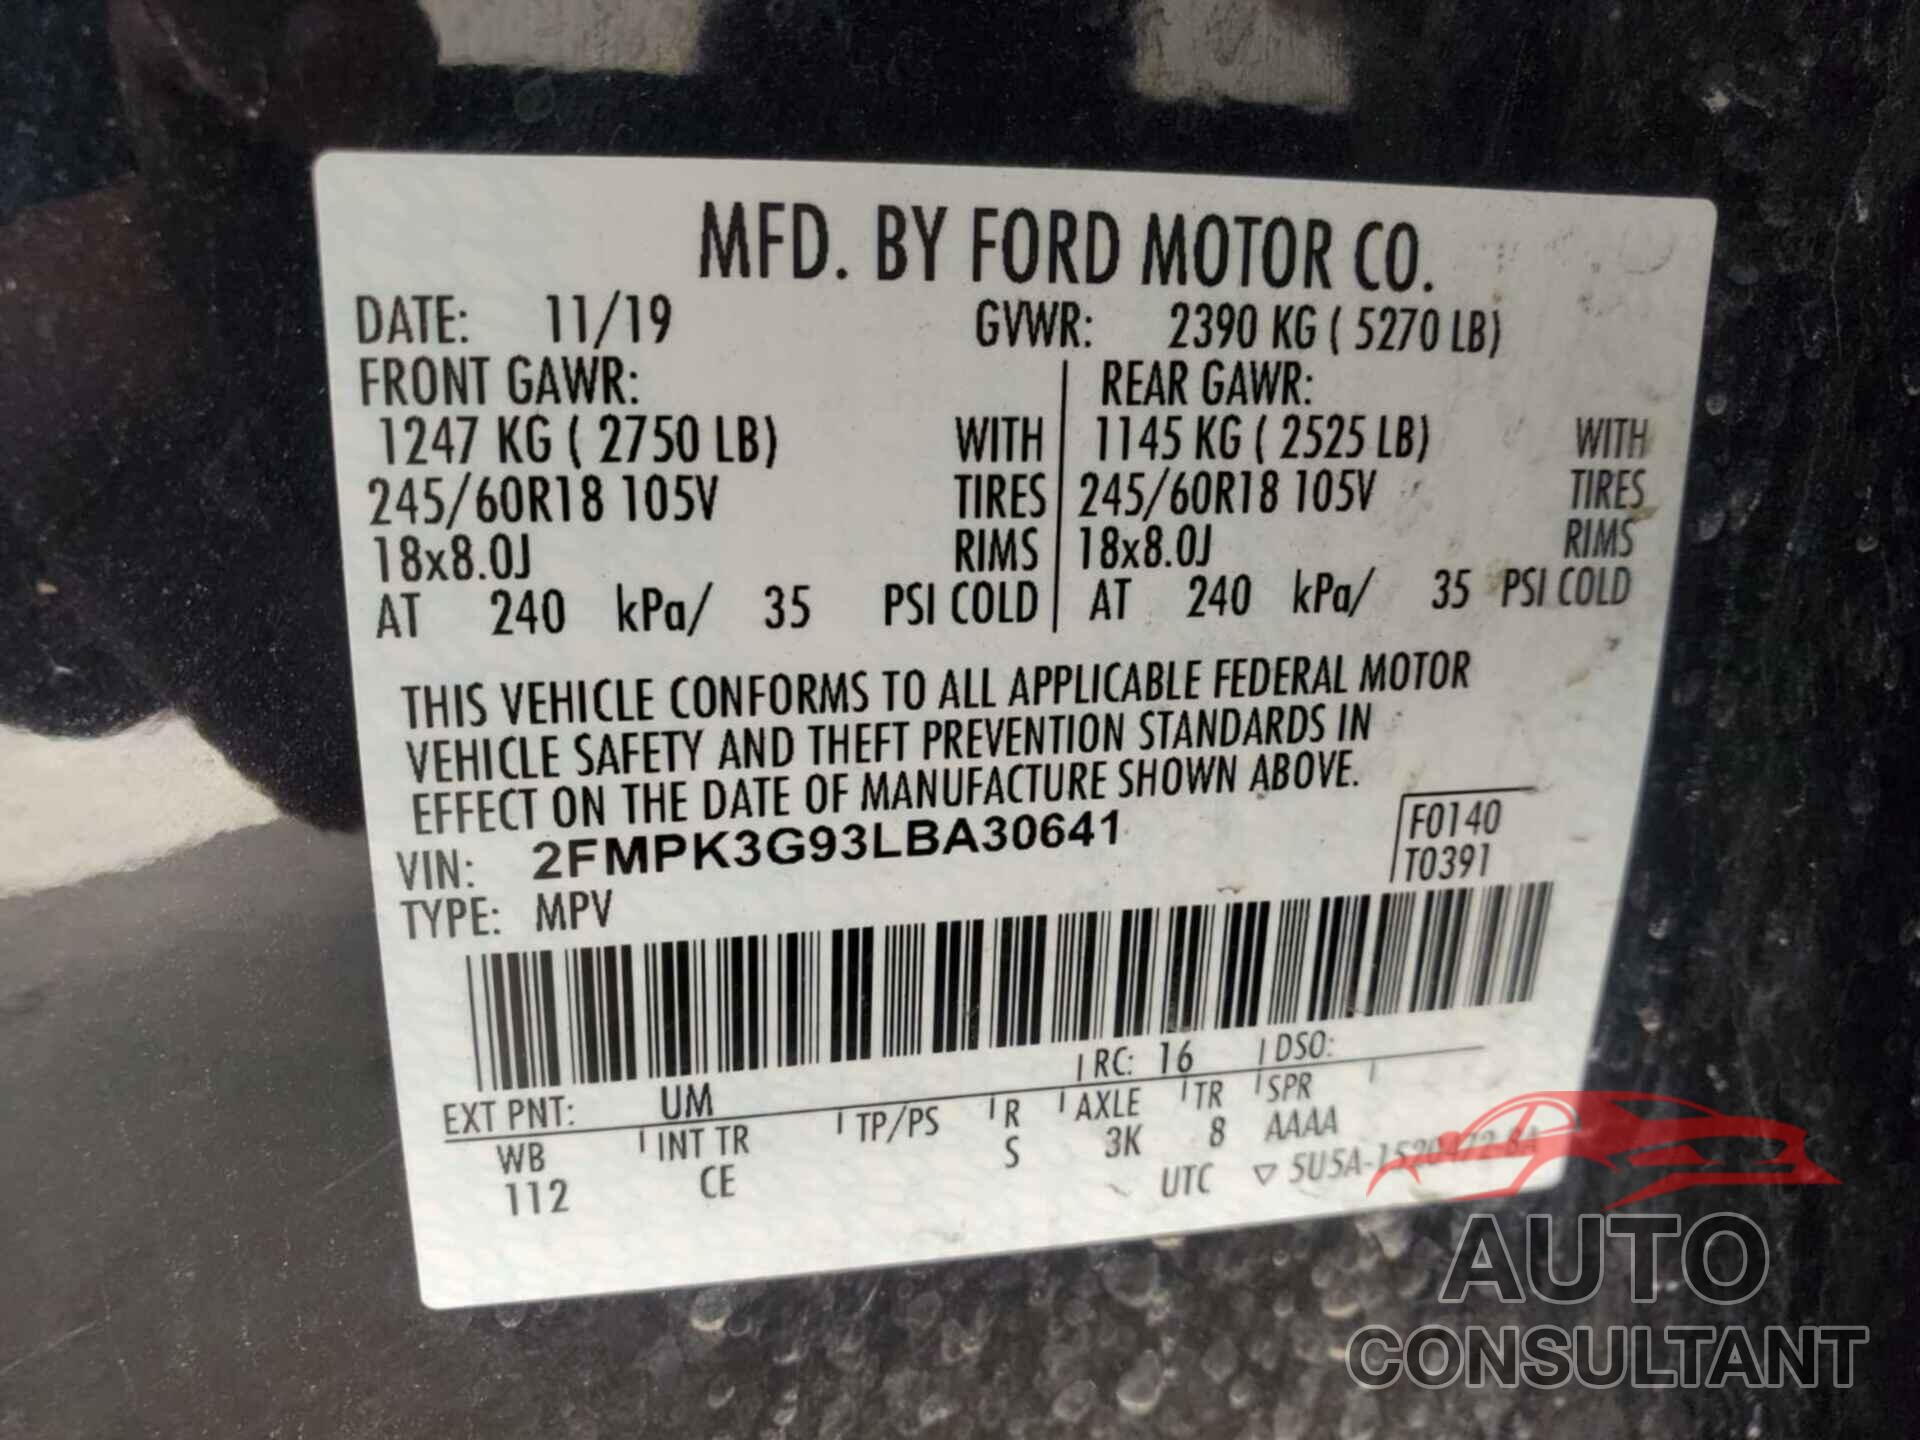 MFD. BY FORD MOTOR CO.
DATE: 11/19 GVWR: 2390 KG ( 5270 LB)
FRONT GAWR: REAR GAWR:
1247 KG ( 2750 LB) WITH 1145 KG ( 2525 LB) WITH
245/60R18 105V TIRES 245/60R18 105V TIRES
18x8.0J RIMS 18x8.0J RIMS
AT 240 kPa/ 35 PSI COLD AT 240 kPa/ 35 PSI COLD
THIS VEHICLE CONFORMS TO ALL APPLICABLE FEDERAL MOTOR
VEHICLE SAFETY AND THEFT PREVENTION STANDARDS IN
EFFECT ON THE DATE OF MANUFACTURE SHOWN ABOVE.
VIN: 2FMPK3G93LBA30641 F0140
TYPE: MPV T0391
EXT PNT: UM RC: 16 DSO:
WB INT TR TP/PS R AXLE TR SPR
112 CE S 3K 8 AAAA
UTC ▽ 5U5A-1520472-BA
AUTO
CONSULTANT